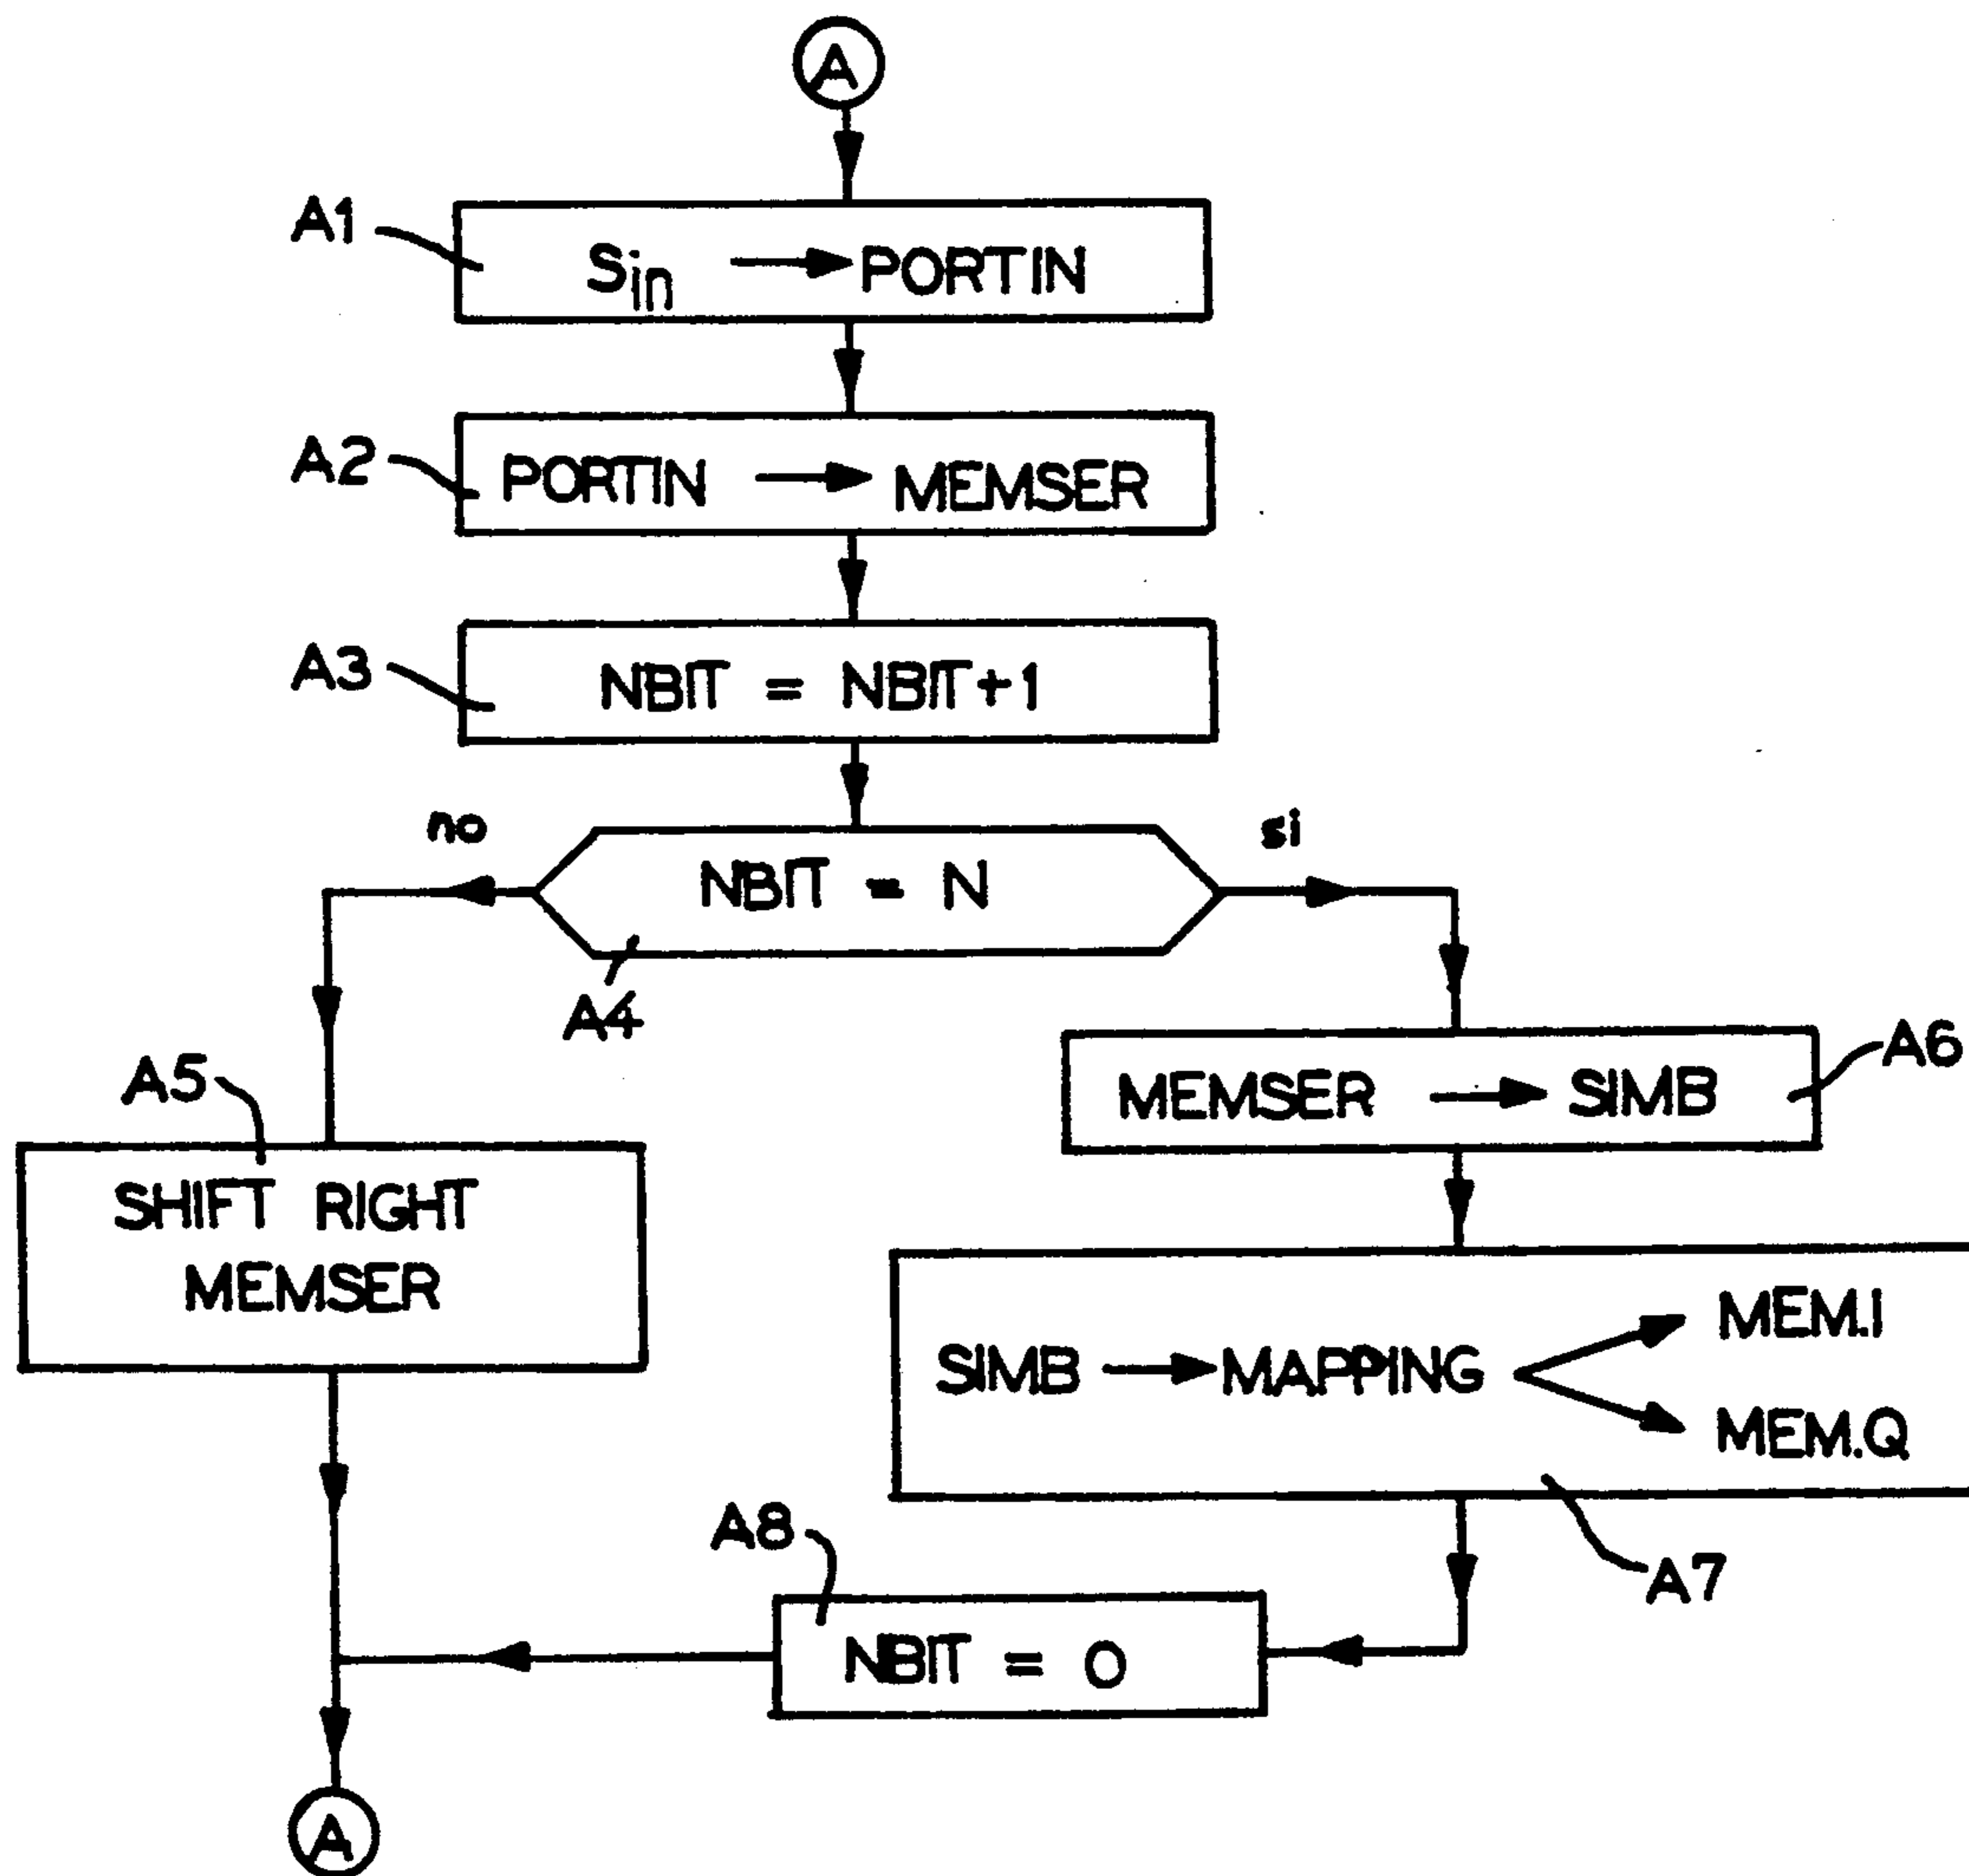 A
A1
Sin → PORTIN
A2
PORTIN → MEMSER
A3
NBIT = NBIT+1
no
si
NBIT = N
A4
A5
A6
MEMSER → SIMB
SHIFT RIGHT
MEMSER
MEM.I
SIMB → MAPPING
MEM.Q
A8
A7
NBIT = 0
A